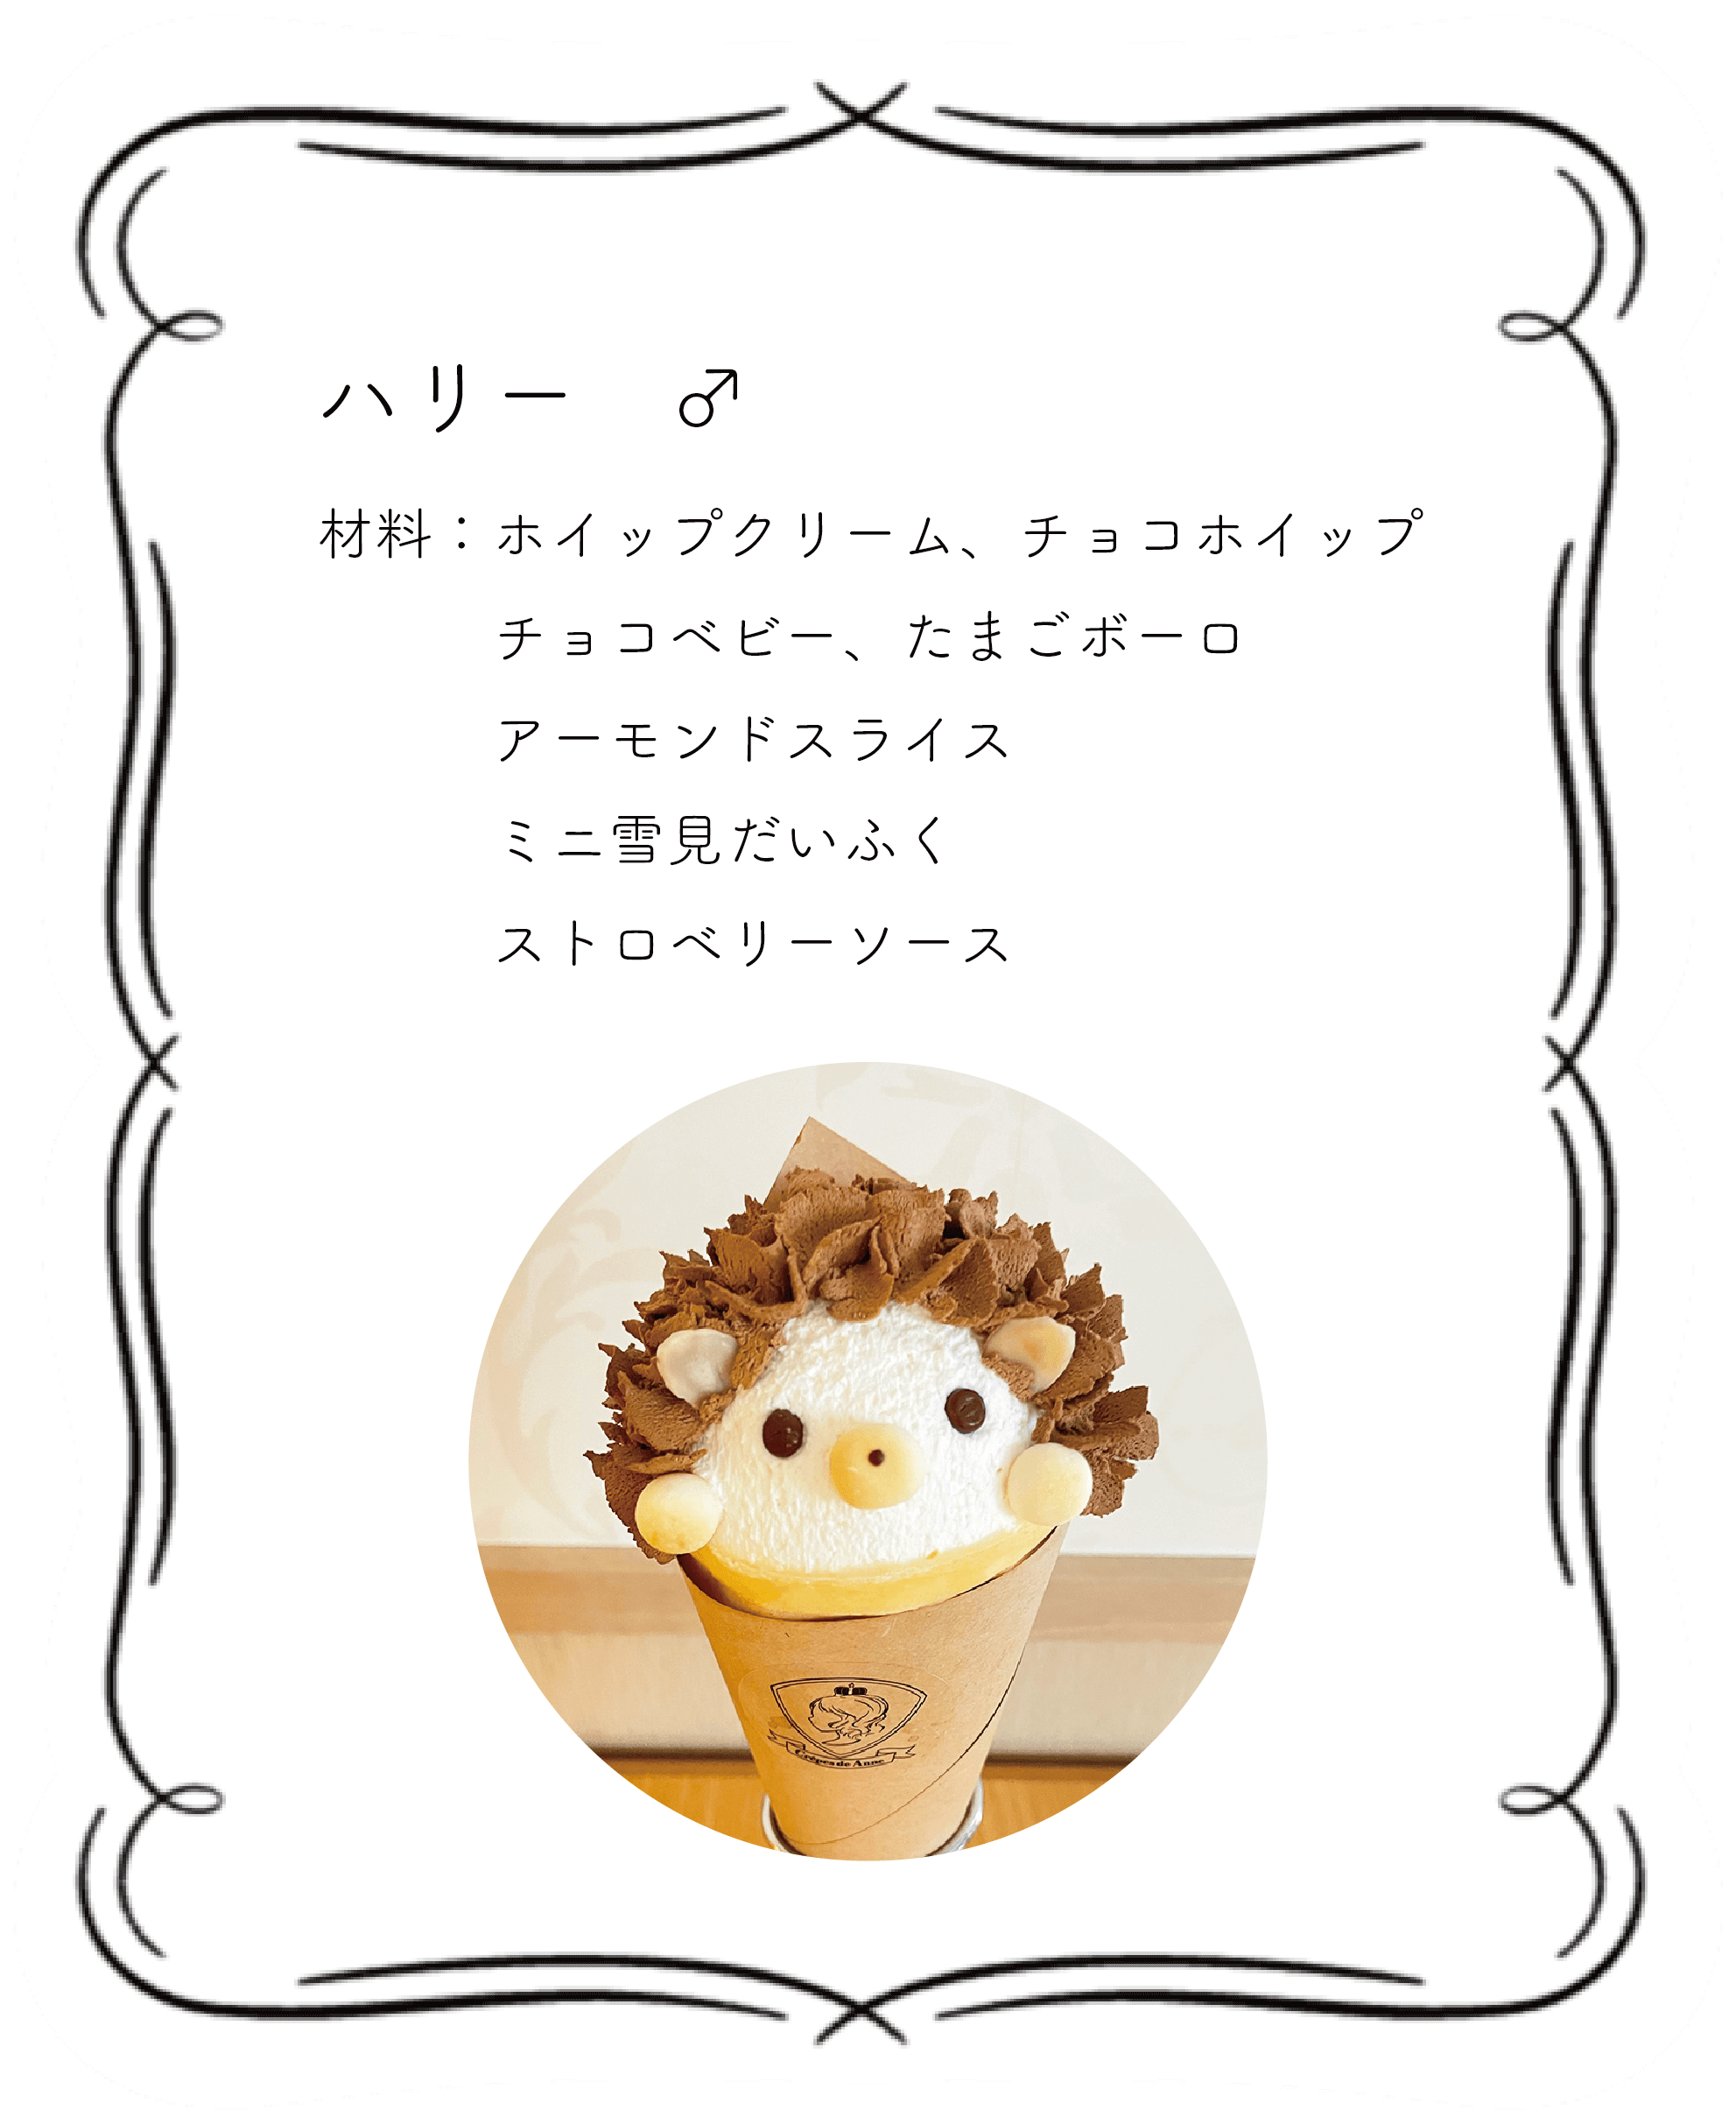 ハリー ♂
材料：ホイップクリーム、チョコホイップ
チョコベビー、たまごボーロ
アーモンドスライス
ミニ雪見だいふく
ストロベリーソース
Crêpes de Anne